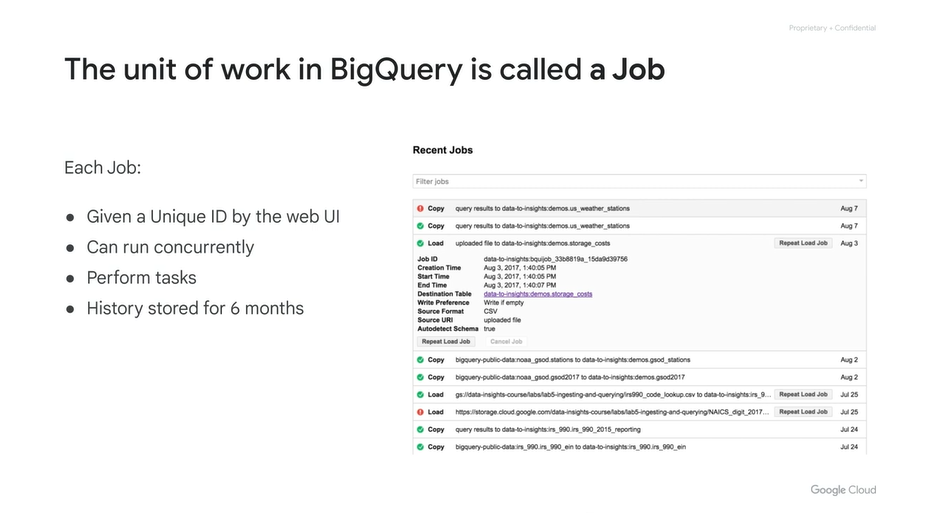 Proprietary + Confidential
The unit of work in BigQuery is called a Job
Each Job:
● Given a Unique ID by the web UI
● Can run concurrently
● Perform tasks
● History stored for 6 months
Recent Jobs
Filter jobs
Copy query results to data-to-insights:demos.us_weather_stations Aug 7
Copy query results to data-to-insights:demos.us_weather_stations Aug 7
Load uploaded file to data-to-insights:demos.storage_costs Repeat Load Job Aug 3
Job ID data-to-insights:bquijob_33b8819a_15da9d39756
Creation Time Aug 3, 2017, 1:40:05 PM
Start Time Aug 3, 2017, 1:40:05 PM
End Time Aug 3, 2017, 1:40:07 PM
Destination Table data-to-insights:demos.storage_costs
Write Preference Write if empty
Source Format CSV
Source URI uploaded file
Autodetect Schema true
Repeat Load Job Cancel Job
Copy bigquery-public-data:noaa_gsod.stations to data-to-insights:demos.gsod_stations Aug 2
Copy bigquery-public-data:noaa_gsod.gsod2017 to data-to-insights:demos.gsod2017 Aug 2
Load gs://data-insights-course/labs/lab5-ingesting-and-querying/irs990_code_lookup.csv to data-to-insights:irs_9... Repeat Load Job Jul 25
Load https://storage.cloud.google.com/data-insights-course/labs/lab5-ingesting-and-querying/NAICS_digit_2017... Repeat Load Job Jul 25
Copy query results to data-to-insights:irs_990.irs_990_2015_reporting Jul 24
Copy bigquery-public-data:irs_990.irs_990_ein to data-to-insights:irs_990.irs_990_ein Jul 24
Google Cloud